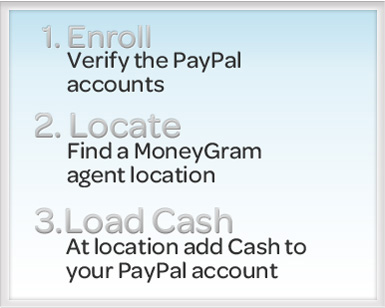 1. Enroll
Verify the PayPal
accounts
2. Locate
Find a MoneyGram
agent location
3.Load Cash
At location add Cash to
your PayPal account